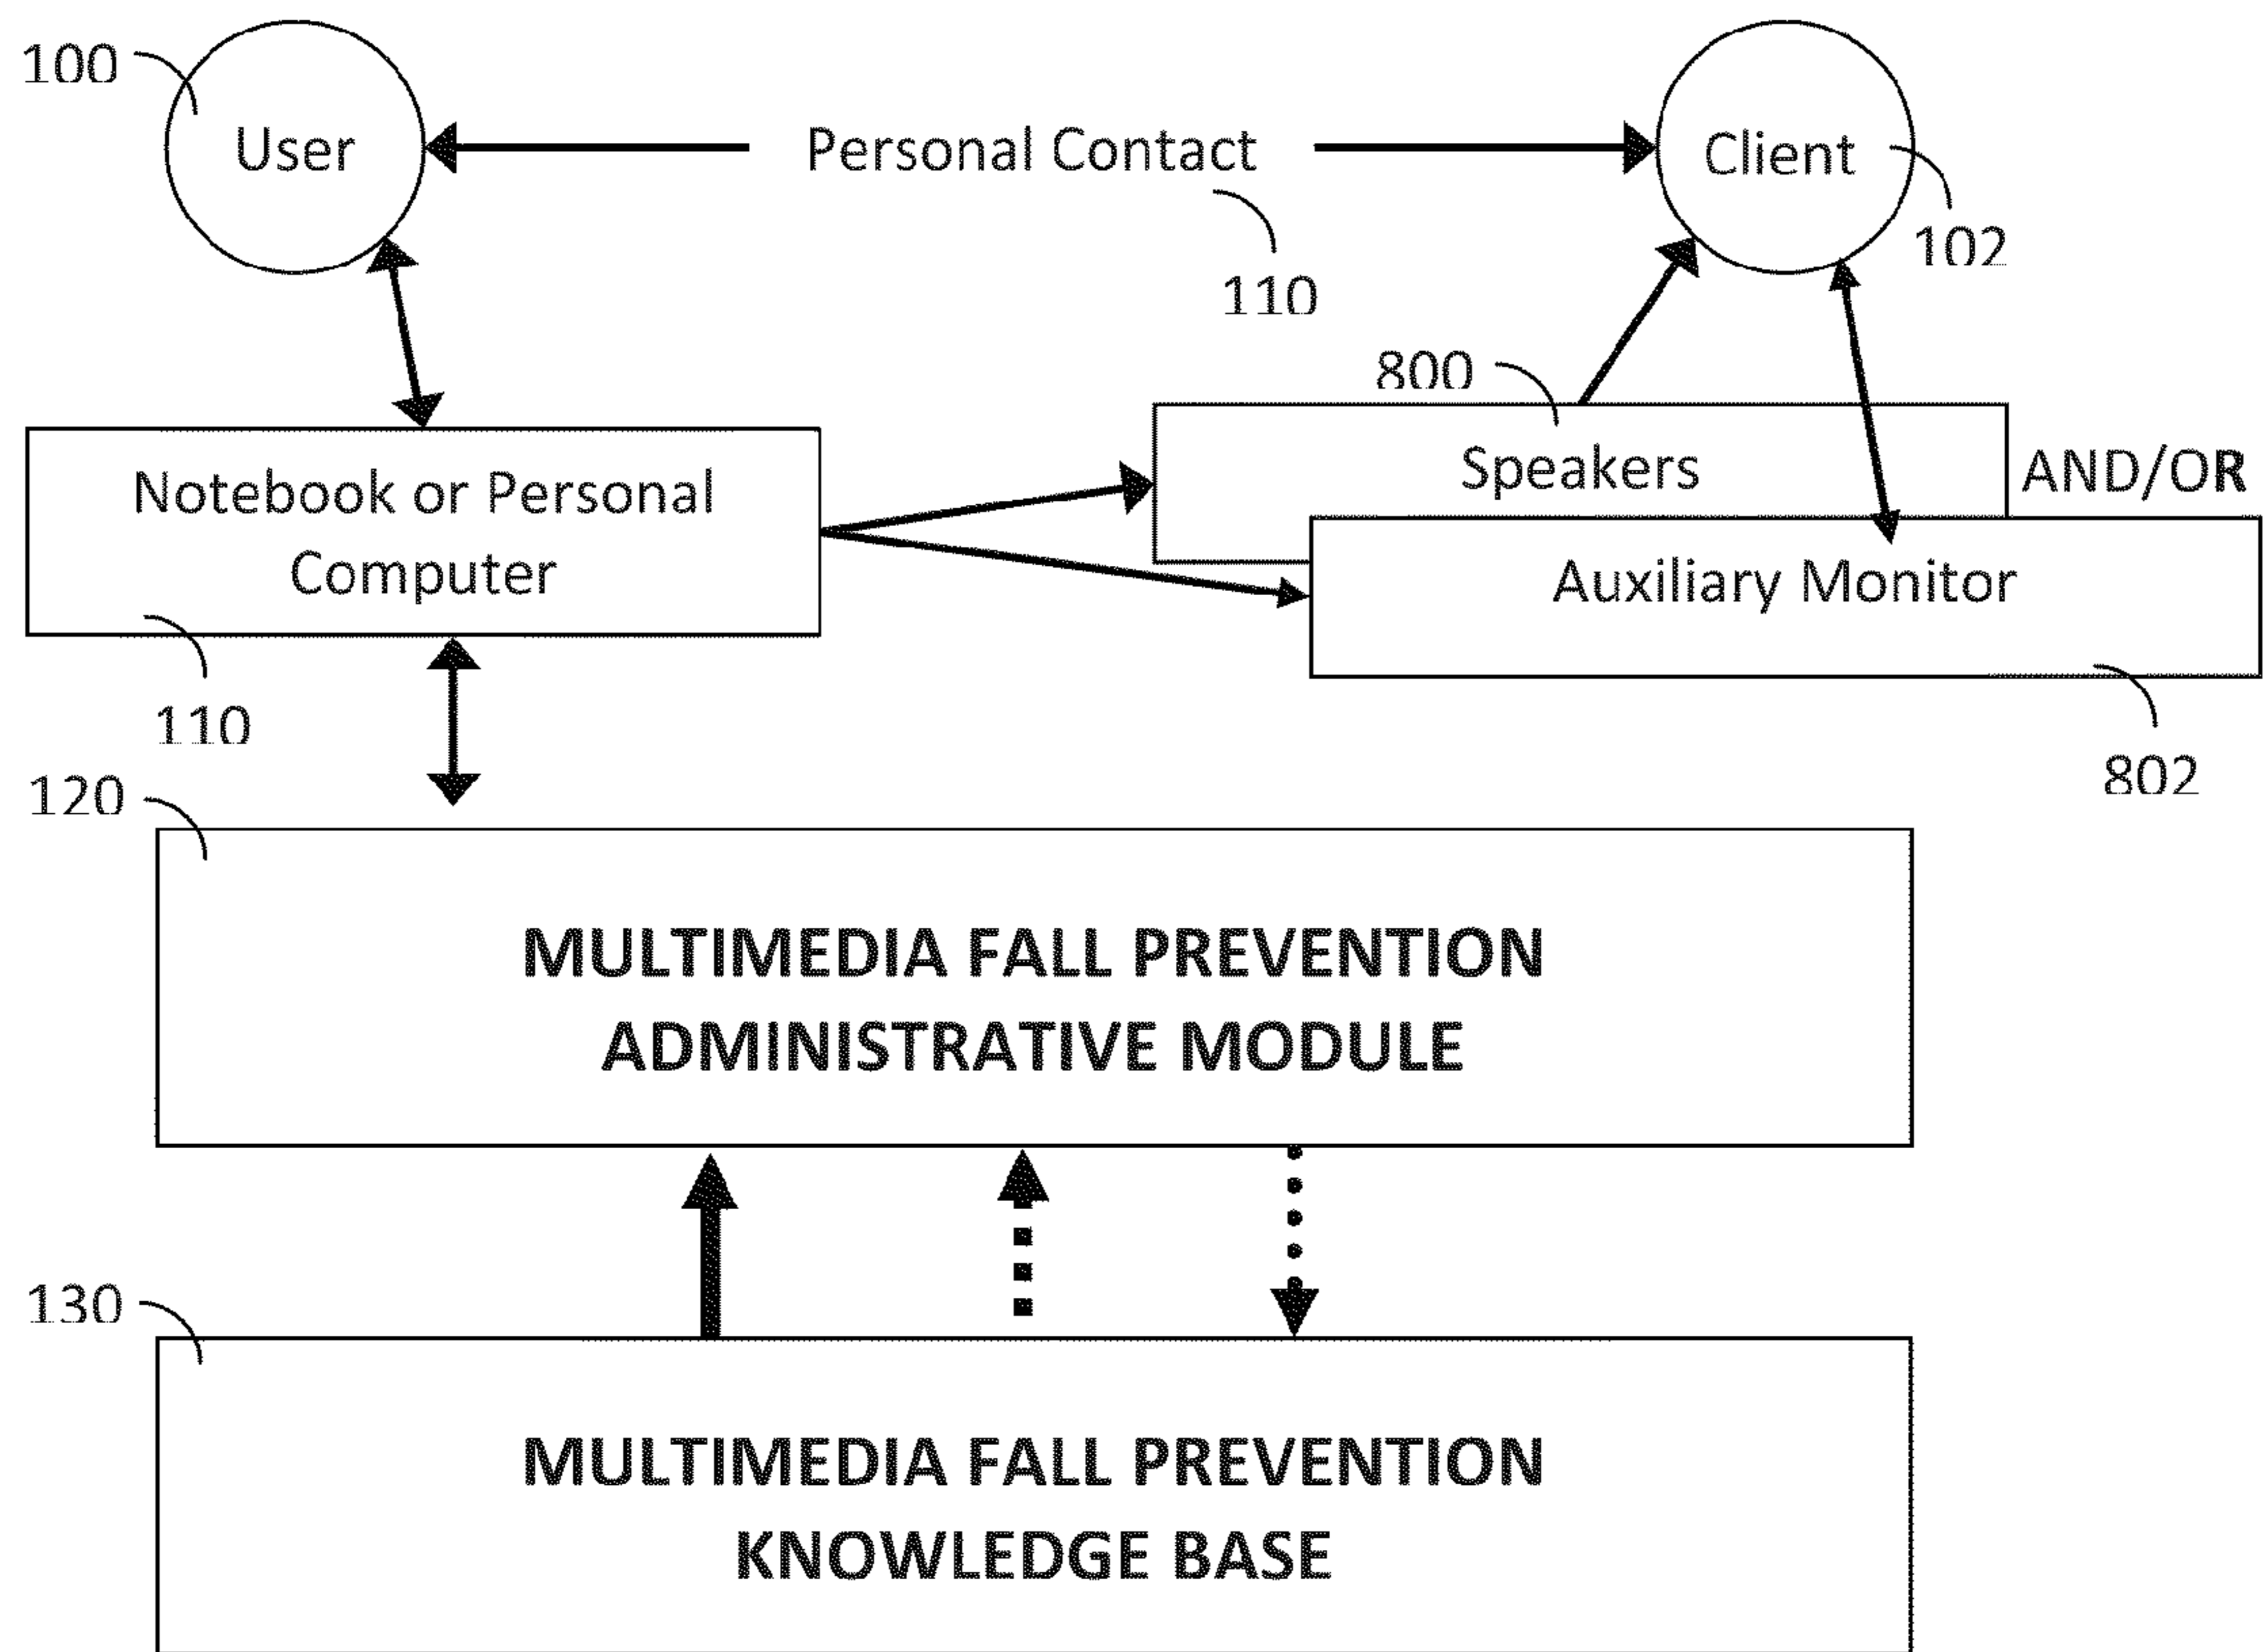 100
User
Personal Contact
Client
102
110
800
Speakers
AND/OR
Notebook or Personal
Computer
Auxiliary Monitor
110
802
120
MULTIMEDIA FALL PREVENTION
ADMINISTRATIVE MODULE
130
MULTIMEDIA FALL PREVENTION
KNOWLEDGE BASE